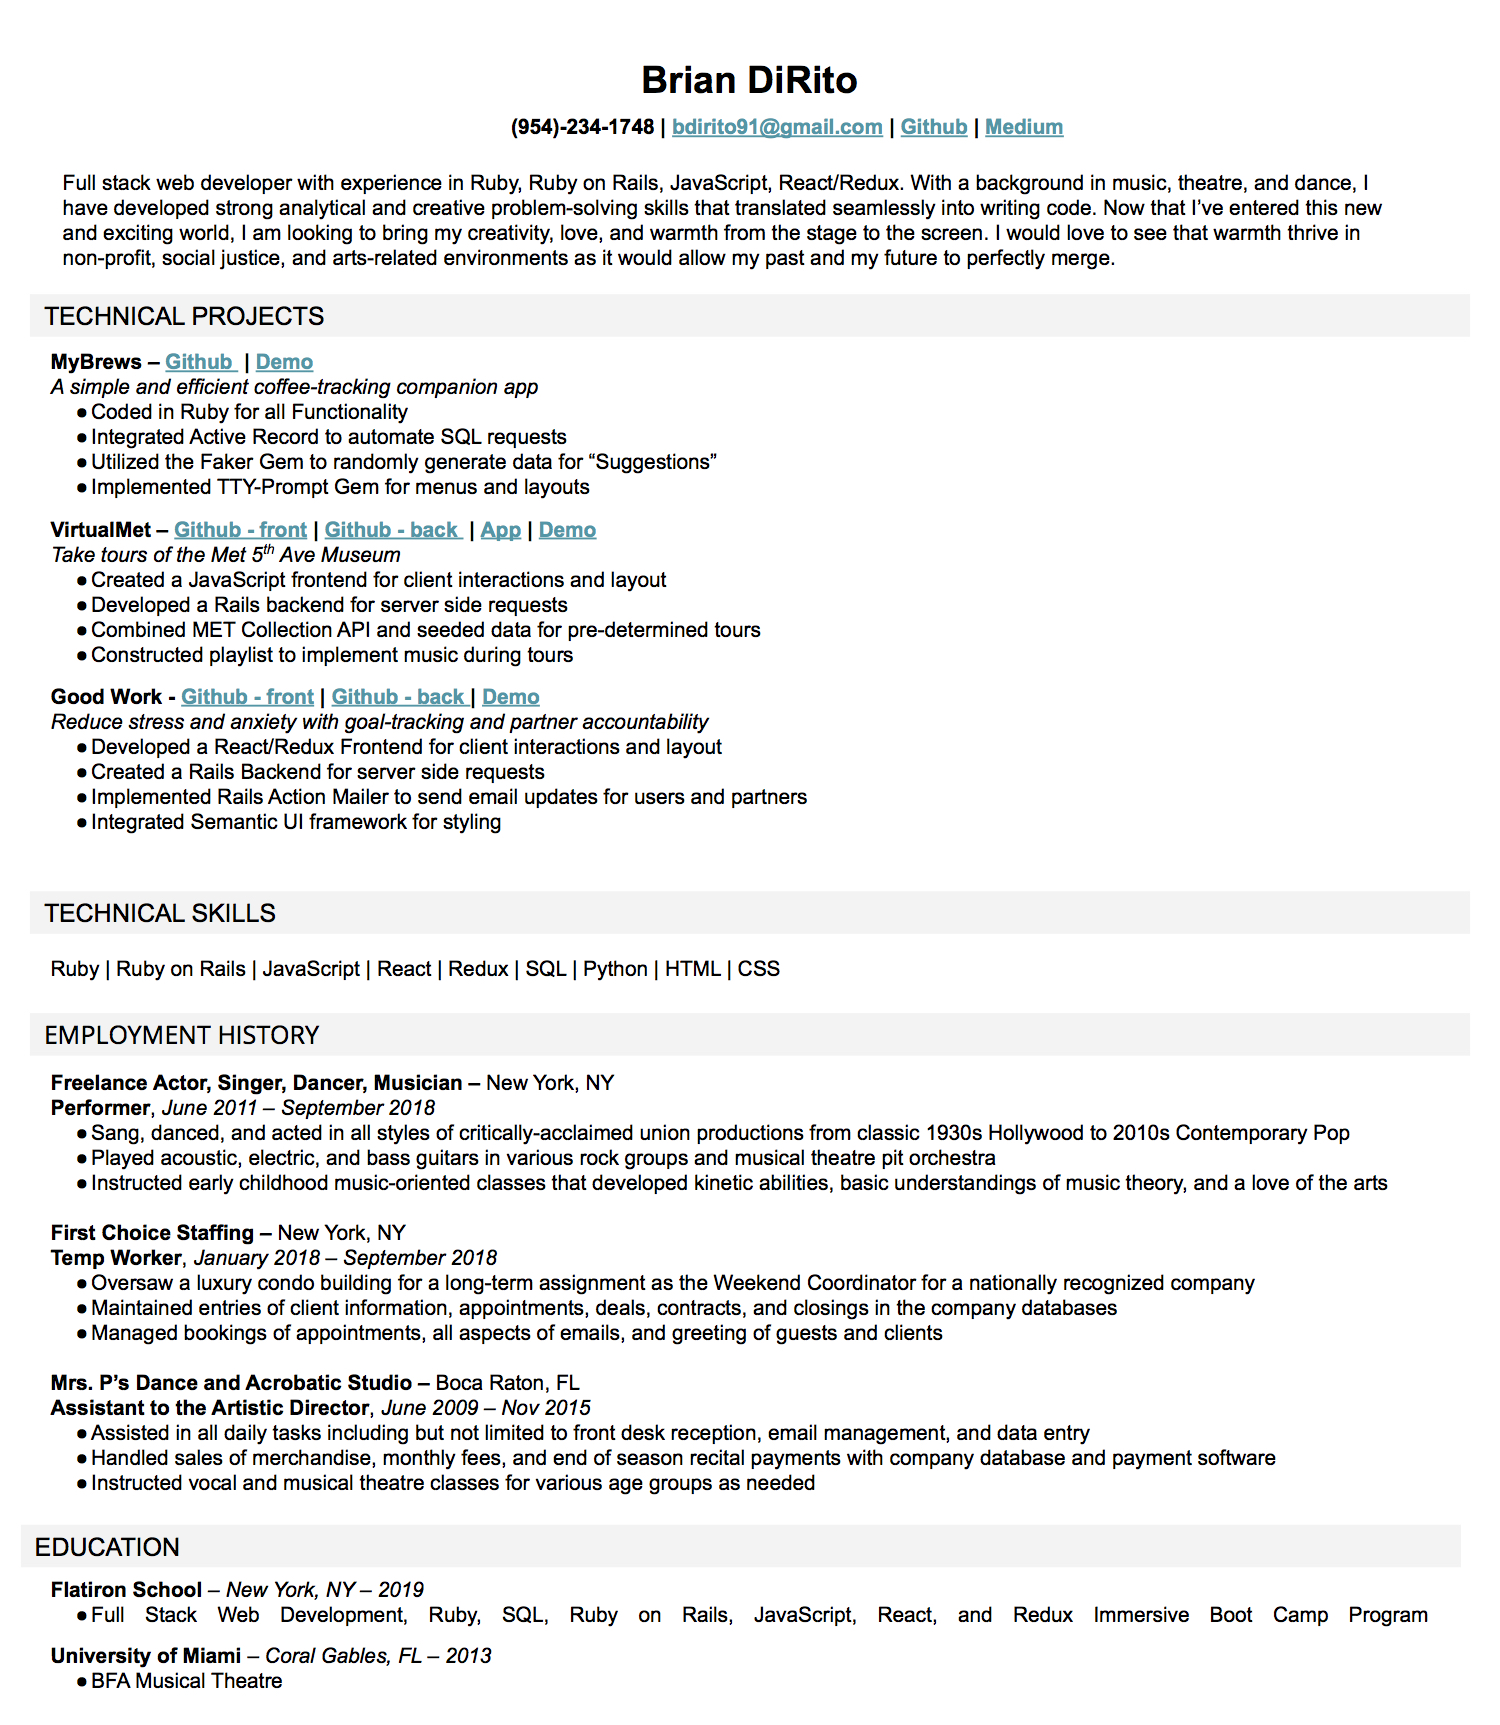 Brian DiRito
(954)-234-1748 | bdirito91@gmail.com | Github | Medium
Full stack web developer with experience in Ruby, Ruby on Rails, JavaScript, React/Redux. With a background in music, theatre, and dance, I
have developed strong analytical and creative problem-solving skills that translated seamlessly into writing code. Now that I’ve entered this new
and exciting world, I am looking to bring my creativity, love, and warmth from the stage to the screen. I would love to see that warmth thrive in
non-profit, social justice, and arts-related environments as it would allow my past and my future to perfectly merge.
TECHNICAL PROJECTS
MyBrews – Github | Demo
A simple and efficient coffee-tracking companion app
● Coded in Ruby for all Functionality
● Integrated Active Record to automate SQL requests
● Utilized the Faker Gem to randomly generate data for “Suggestions”
● Implemented TTY-Prompt Gem for menus and layouts
VirtualMet – Github - front | Github - back | App | Demo
Take tours of the Met 5th Ave Museum
● Created a JavaScript frontend for client interactions and layout
● Developed a Rails backend for server side requests
● Combined MET Collection API and seeded data for pre-determined tours
● Constructed playlist to implement music during tours
Good Work - Github - front | Github - back | Demo
Reduce stress and anxiety with goal-tracking and partner accountability
● Developed a React/Redux Frontend for client interactions and layout
● Created a Rails Backend for server side requests
● Implemented Rails Action Mailer to send email updates for users and partners
● Integrated Semantic UI framework for styling
TECHNICAL SKILLS
Ruby | Ruby on Rails | JavaScript | React | Redux | SQL | Python | HTML | CSS
EMPLOYMENT HISTORY
Freelance Actor, Singer, Dancer, Musician – New York, NY
Performer, June 2011 – September 2018
● Sang, danced, and acted in all styles of critically-acclaimed union productions from classic 1930s Hollywood to 2010s Contemporary Pop
● Played acoustic, electric, and bass guitars in various rock groups and musical theatre pit orchestra
● Instructed early childhood music-oriented classes that developed kinetic abilities, basic understandings of music theory, and a love of the arts
First Choice Staffing – New York, NY
Temp Worker, January 2018 – September 2018
● Oversaw a luxury condo building for a long-term assignment as the Weekend Coordinator for a nationally recognized company
● Maintained entries of client information, appointments, deals, contracts, and closings in the company databases
● Managed bookings of appointments, all aspects of emails, and greeting of guests and clients
Mrs. P’s Dance and Acrobatic Studio – Boca Raton, FL
Assistant to the Artistic Director, June 2009 – Nov 2015
● Assisted in all daily tasks including but not limited to front desk reception, email management, and data entry
● Handled sales of merchandise, monthly fees, and end of season recital payments with company database and payment software
● Instructed vocal and musical theatre classes for various age groups as needed
EDUCATION
Flatiron School – New York, NY – 2019
● Full Stack Web Development, Ruby, SQL, Ruby on Rails, JavaScript, React, and Redux Immersive Boot Camp Program
University of Miami – Coral Gables, FL – 2013
● BFA Musical Theatre